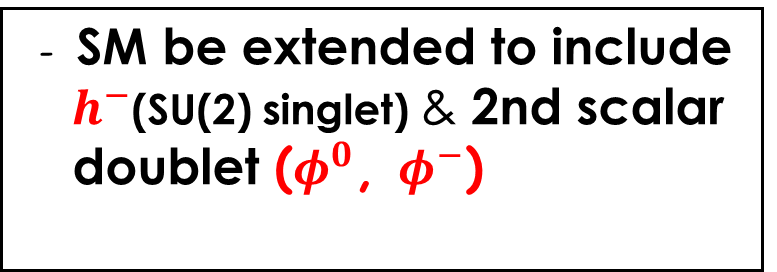 - SM be extended to include
h⁻(SU(2) singlet) & 2nd scalar
doublet (ϕ⁰, ϕ⁻)